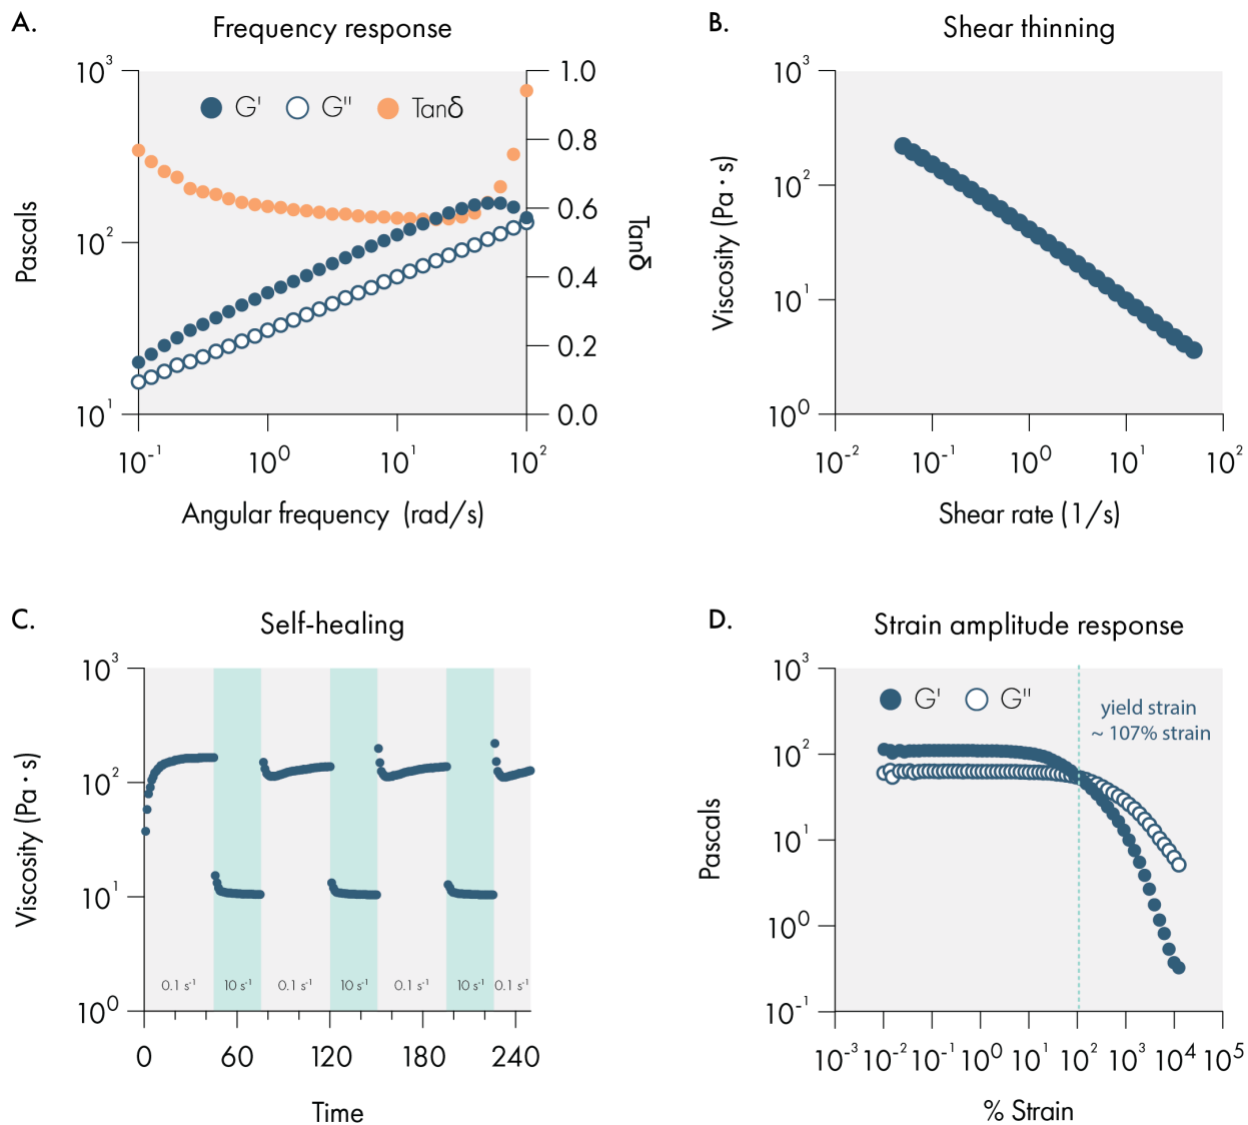 A.
Frequency response
10³
10²
10¹
Pascals
G' G'' Tanδ
1.0
0.8
0.6
0.4
0.2
0.0
Tanδ
10⁻¹ 10⁰ 10¹ 10²
Angular frequency (rad/s)
B.
Shear thinning
10³
10²
10¹
10⁰
Viscosity (Pa · s)
10⁻² 10⁻¹ 10⁰ 10¹ 10²
Shear rate (1/s)
C.
Self-healing
10³
10²
10¹
10⁰
Viscosity (Pa · s)
0.1 s⁻¹ 10 s⁻¹ 0.1 s⁻¹ 10 s⁻¹ 0.1 s⁻¹ 10 s⁻¹ 0.1 s⁻¹
0 60 120 180 240
Time
D.
Strain amplitude response
10³
10²
10¹
10⁰
10⁻¹
Pascals
G' G''
yield strain
~ 107% strain
10⁻³ 10⁻² 10⁻¹ 10⁰ 10¹ 10² 10³ 10⁴ 10⁵
% Strain